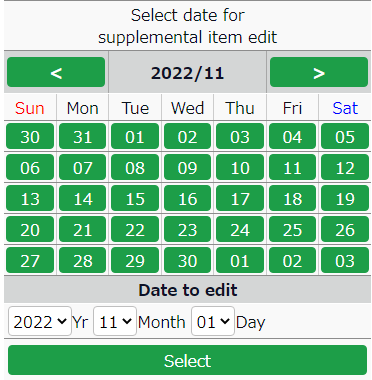 Select date for
supplemental item edit
< 2022/11 >
Sun Mon Tue Wed Thu Fri Sat
30 31 01 02 03 04 05
06 07 08 09 10 11 12
13 14 15 16 17 18 19
20 21 22 23 24 25 26
27 28 29 30 01 02 03
Date to edit
2022 Yr 11 Month 01 Day
Select